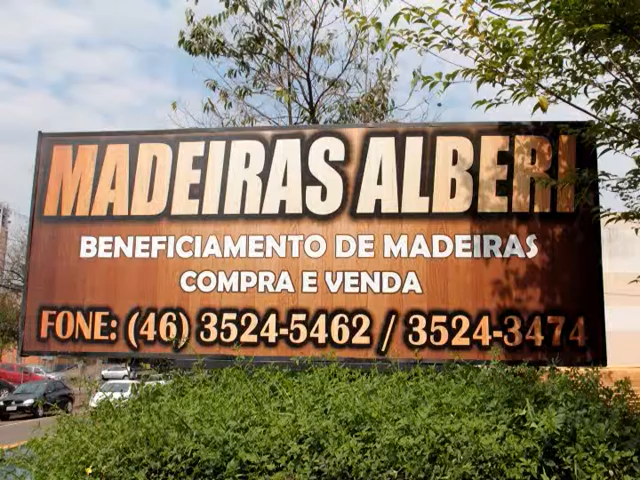 MADEIRAS ALBERI
BENEFICIAMENTO DE MADEIRAS
COMPRA E VENDA
FONE: (46) 3524-5462 / 3524-3474